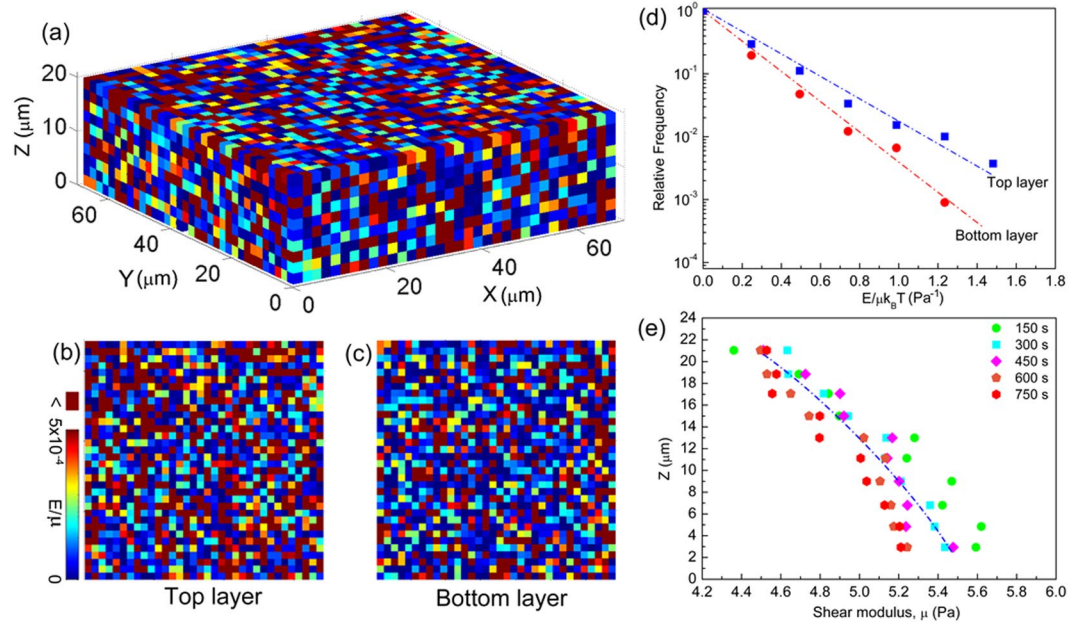 (a)
20
10
0
Z (μm)
60
40
20
0
Y (μm)
0
20
40
60
X (μm)
(b)
(c)
< 5x10⁻⁴
E/μ
0
Top layer
Bottom layer
(d)
10⁰
10⁻¹
10⁻²
10⁻³
10⁻⁴
Relative Frequency
Top layer
Bottom layer
0.0 0.2 0.4 0.6 0.8 1.0 1.2 1.4 1.6 1.8
E/μk_BT (Pa⁻¹)
(e)
24
22
20
18
16
14
12
10
8
6
4
2
0
Z (μm)
150 s
300 s
450 s
600 s
750 s
4.2 4.4 4.6 4.8 5.0 5.2 5.4 5.6 5.8 6.0
Shear modulus, μ (Pa)